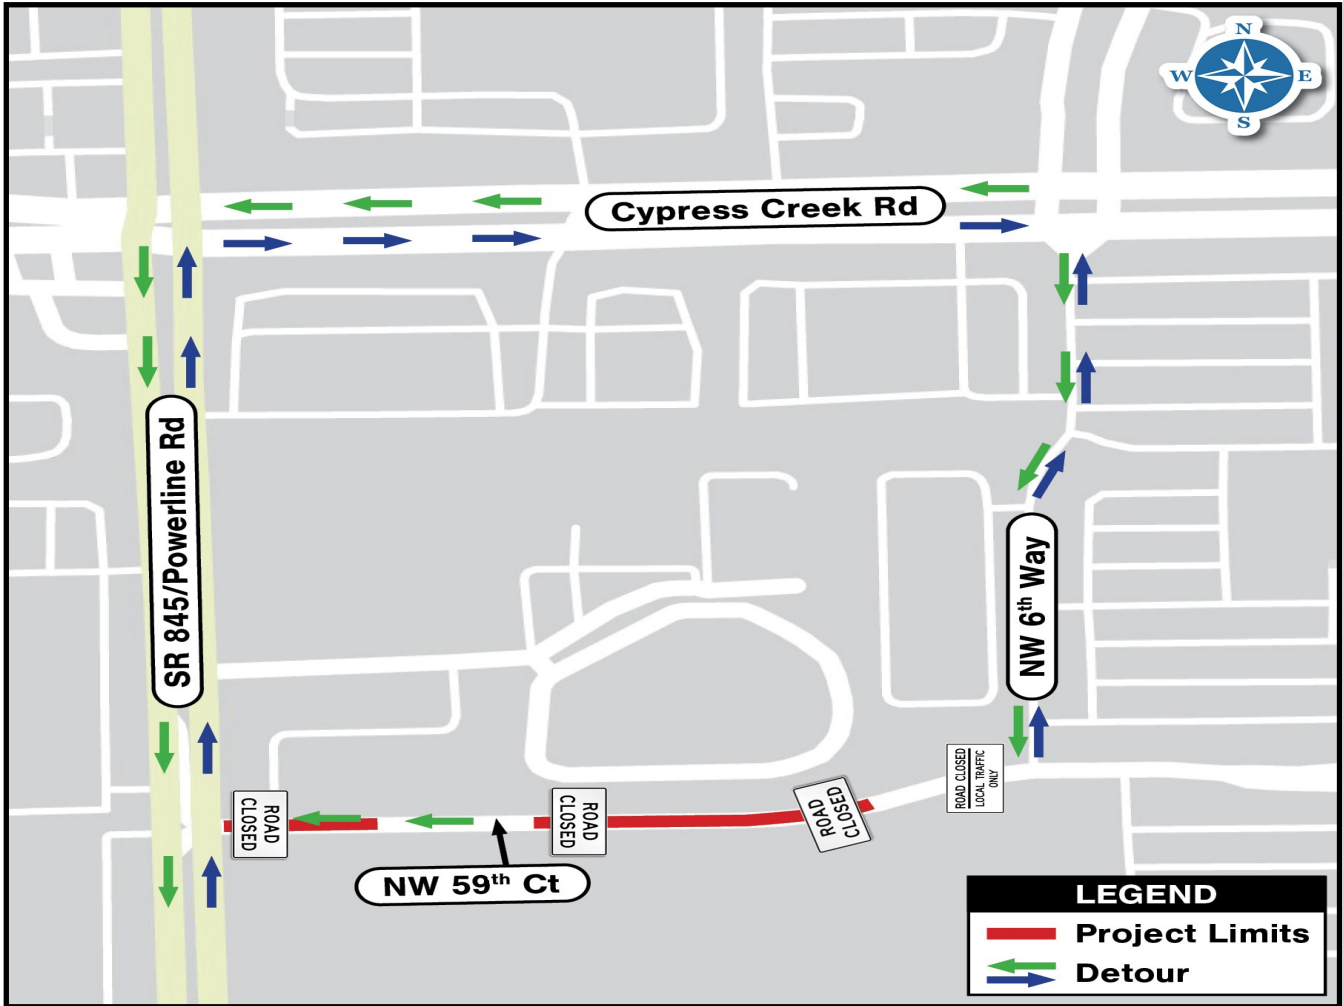 N
W
E
S
Cypress Creek Rd
SR 845/Powerline Rd
NW 6th Way
ROAD CLOSED
LOCAL TRAFFIC
ONLY
ROAD
CLOSED
ROAD
CLOSED
ROAD
CLOSED
NW 59th Ct
LEGEND
Project Limits
Detour